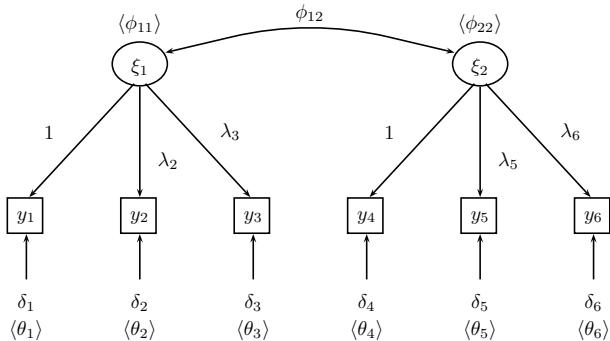 ⟨ϕ₁₁⟩ ϕ₁₂ ⟨ϕ₂₂⟩
ξ₁ ξ₂
1 λ₂ λ₃ 1 λ₅ λ₆
y₁ y₂ y₃ y₄ y₅ y₆
δ₁ δ₂ δ₃ δ₄ δ₅ δ₆
⟨θ₁⟩ ⟨θ₂⟩ ⟨θ₃⟩ ⟨θ₄⟩ ⟨θ₅⟩ ⟨θ₆⟩